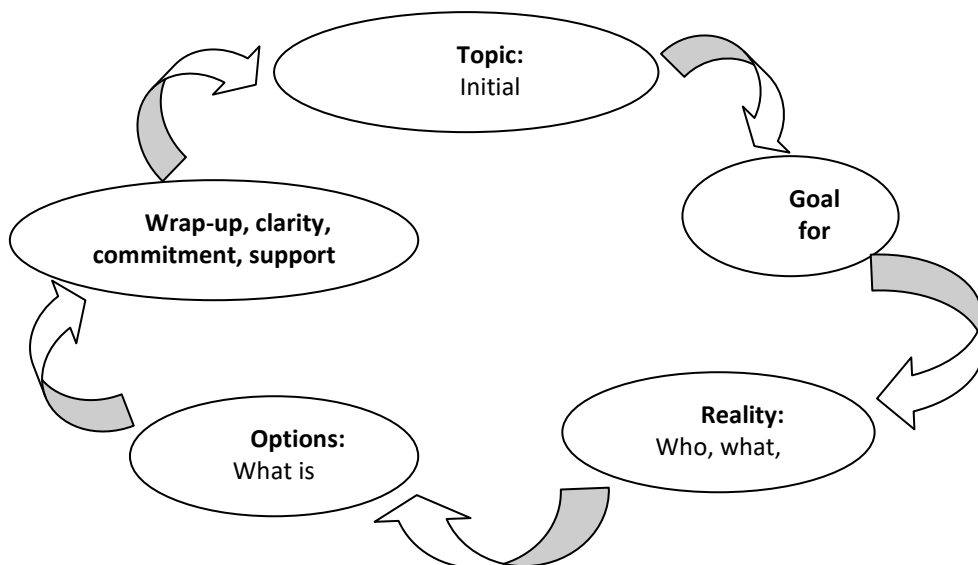 Topic:
Initial
Goal
for
Reality:
Who, what,
Options:
What is
Wrap-up, clarity,
commitment, support